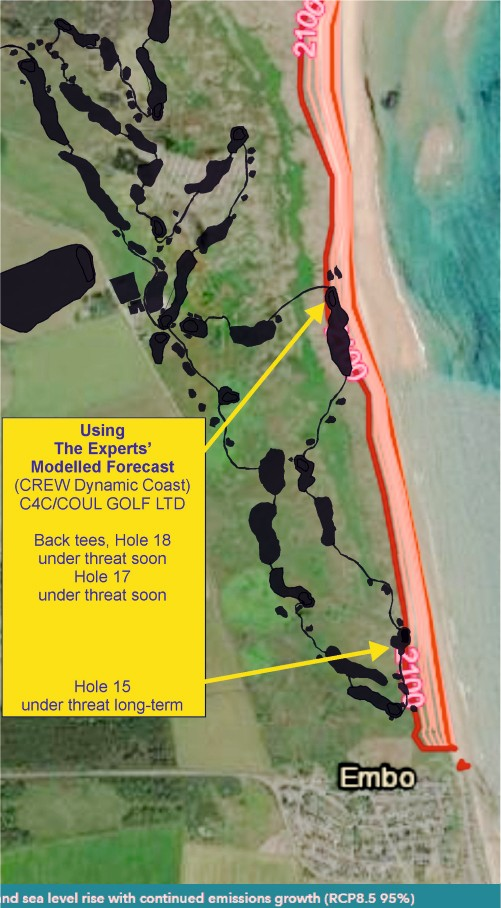 2100
Using
The Experts’
Modelled Forecast
(CREW Dynamic Coast)
C4C/COUL GOLF LTD
Back tees, Hole 18
under threat soon
Hole 17
under threat soon
Hole 15
under threat long-term
2100
Embo
and sea level rise with continued emissions growth (RCP8.5 95%)